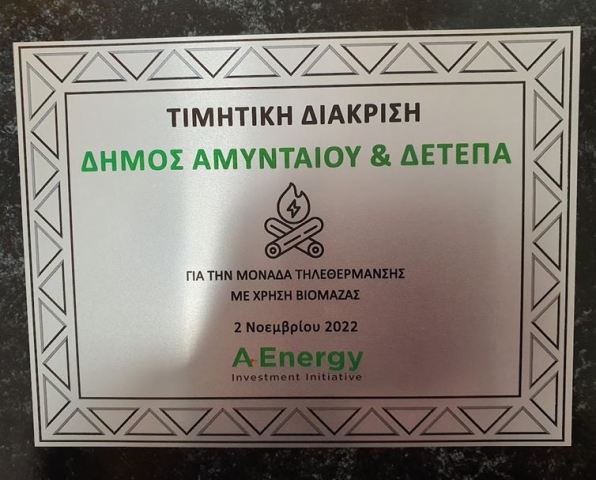 ΤΙΜΗΤΙΚΗ ΔΙΑΚΡΙΣΗ
ΔΗΜΟΣ ΑΜΥΝΤΑΙΟΥ & ΔΕΤΕΠΑ
ΓΙΑ ΤΗΝ ΜΟΝΑΔΑ ΤΗΛΕΘΕΡΜΑΝΣΗΣ
ΜΕ ΧΡΗΣΗ ΒΙΟΜΑΖΑΣ
2 Νοεμβρίου 2022
A-Energy
Investment Initiative